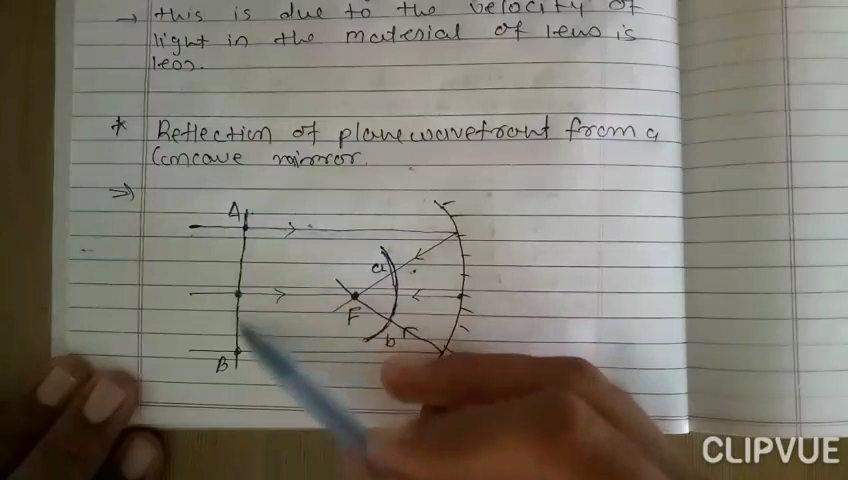 → this is due to the velocity of
light in the material of lens is
less.
* Reflection of plane wavefront from a
Concave mirror.
⇒
A
a
F
b
B
CLIPVUE